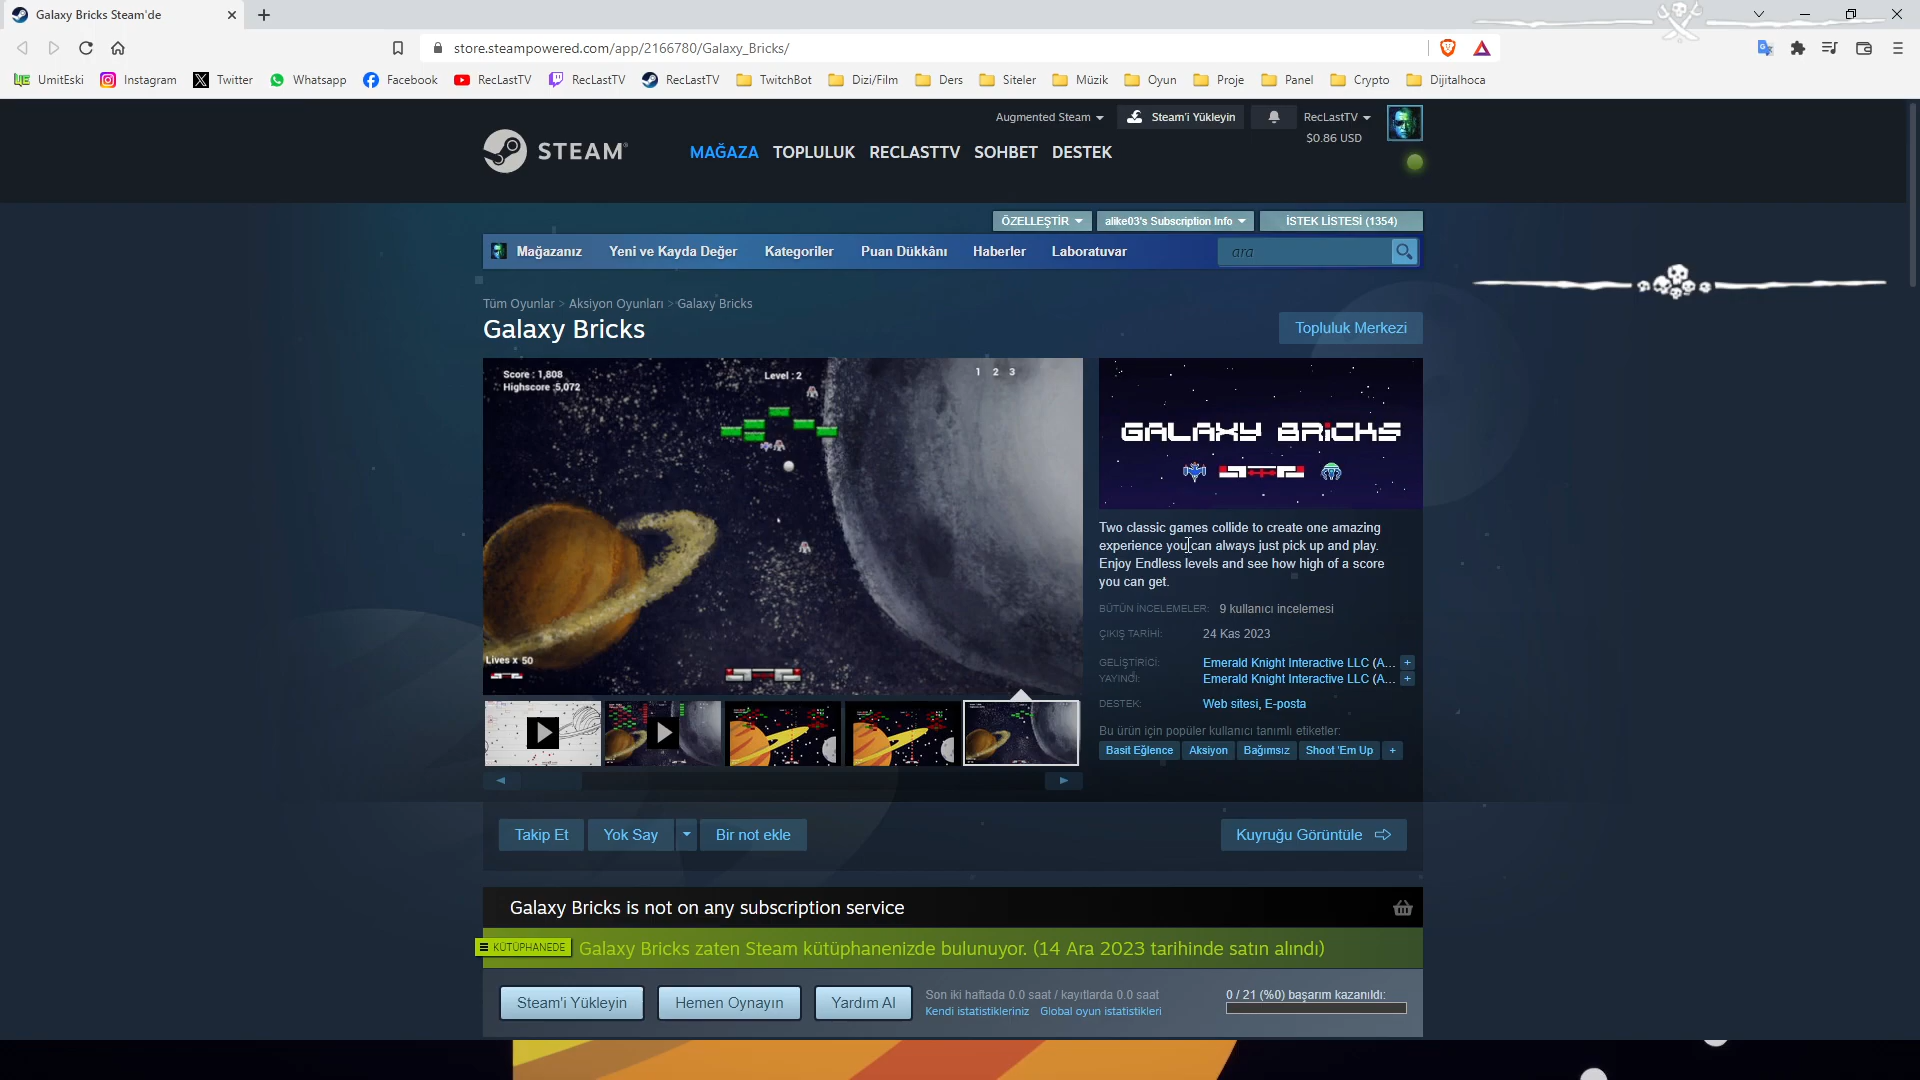 Galaxy Bricks Steam'de
store.steampowered.com/app/2166780/Galaxy_Bricks/
UmitEski Instagram Twitter Whatsapp Facebook RecLastTV RecLastTV RecLastTV TwitchBot Dizi/Film Ders Siteler Müzik Oyun Proje Panel Crypto Dijitalhoca
Augmented Steam Steam'i Yükleyin RecLastTV
$0.86 USD
STEAM MAĞAZA TOPLULUK RECLASTTV SOHBET DESTEK
ÖZELLEŞTİR alike03's Subscription Info İSTEK LİSTESİ (1354)
Mağazanız Yeni ve Kayda Değer Kategoriler Puan Dükkânı Haberler Laboratuvar ara
Tüm Oyunlar > Aksiyon Oyunları > Galaxy Bricks
Galaxy Bricks
Topluluk Merkezi
Score : 1,808
Highscore :5,072
Level : 2
1 2 3
Lives x 50
GALAXY BRiCKS
Two classic games collide to create one amazing
experience you can always just pick up and play.
Enjoy Endless levels and see how high of a score
you can get.
BÜTÜN İNCELEMELER: 9 kullanıcı incelemesi
ÇIKIŞ TARİHİ: 24 Kas 2023
GELİŞTİRİCİ: Emerald Knight Interactive LLC (A... +
YAYINCI: Emerald Knight Interactive LLC (A... +
DESTEK: Web sitesi, E-posta
Bu ürün için popüler kullanıcı tanımlı etiketler:
Basit Eğlence Aksiyon Bağımsız Shoot 'Em Up +
Takip Et Yok Say Bir not ekle Kuyruğu Görüntüle
Galaxy Bricks is not on any subscription service
KÜTÜPHANEDE Galaxy Bricks zaten Steam kütüphanenizde bulunuyor. (14 Ara 2023 tarihinde satın alındı)
Steam'i Yükleyin Hemen Oynayın Yardım Al
Son iki haftada 0.0 saat / kayıtlarda 0.0 saat
Kendi istatistikleriniz Global oyun istatistikleri
0 / 21 (%0) başarım kazanıldı: